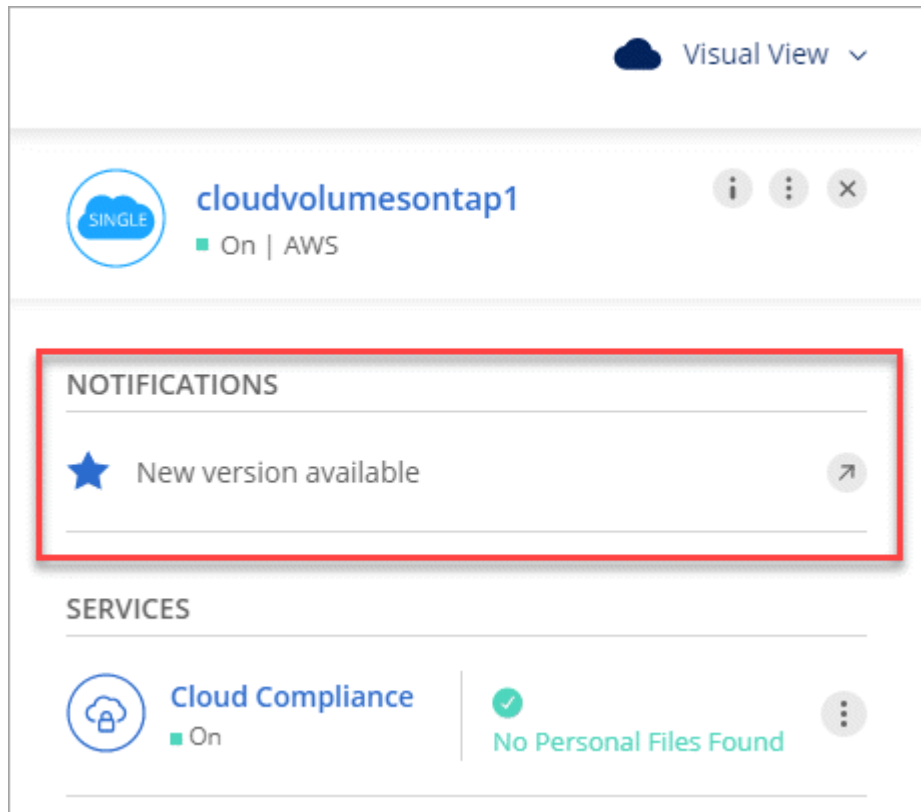 Visual View
SINGLE
cloudvolumesontap1
On | AWS
NOTIFICATIONS
New version available
SERVICES
Cloud Compliance
On
No Personal Files Found